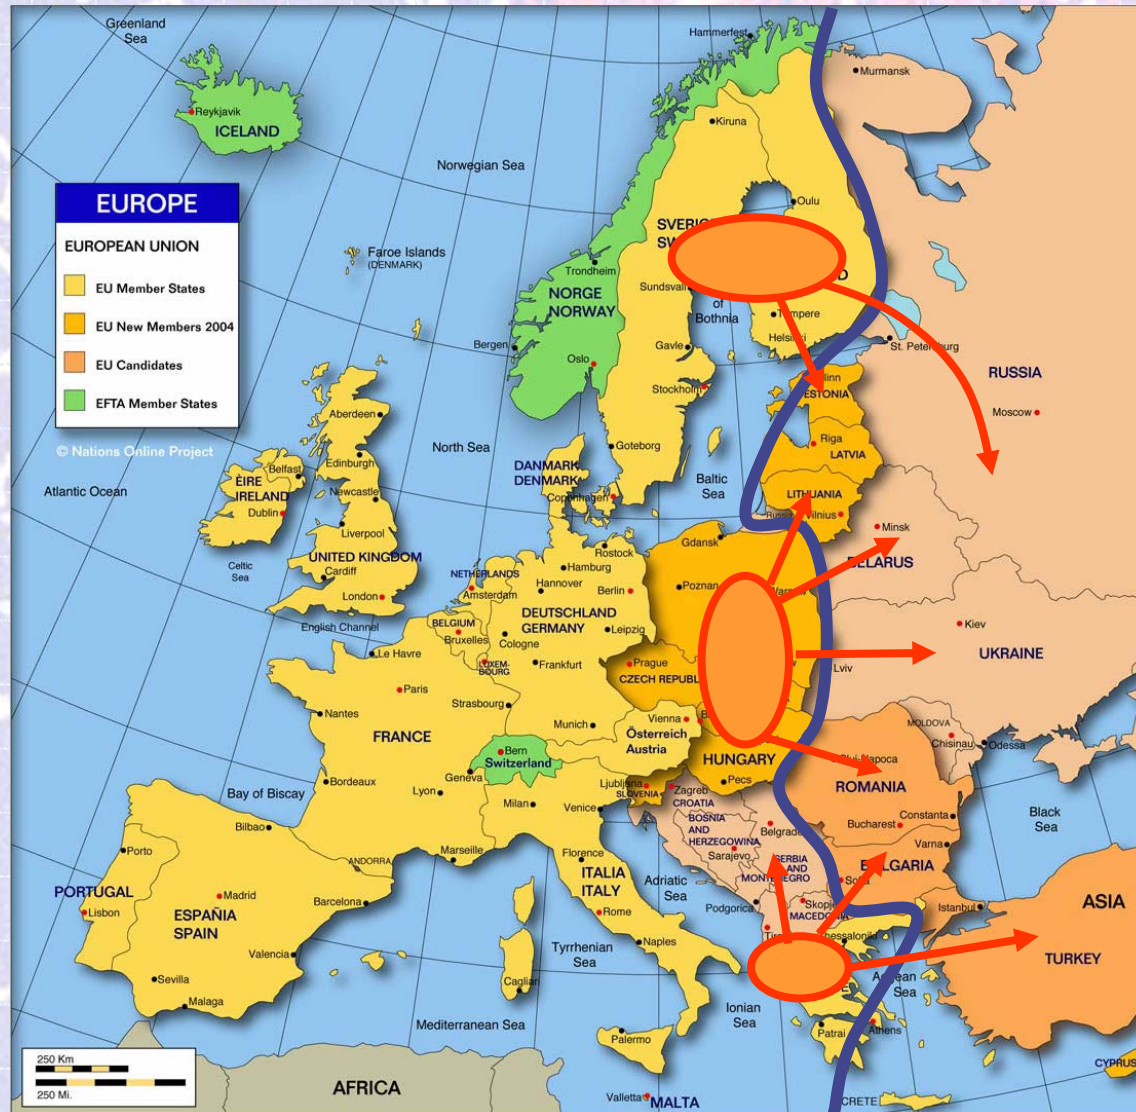 Greenland
Sea
Hammerfest
Murmansk
Reykjavik
ICELAND
Kiruna
Norwegian Sea
EUROPE
EUROPEAN UNION
EU Member States
EU New Members 2004
EU Candidates
EFTA Member States
© Nations Online Project
Oulu
Faroe Islands
(DENMARK)
Trondheim
Sundsvall
NORGE
NORWAY
of
Bothnia
Bergen
Gavle
St. Petersburg
Oslo
RUSSIA
Stockholm
ESTONIA
Moscow
Aberdeen
North Sea
Goteborg
Riga
LATVIA
Edinburgh
Belfast
DANMARK
DENMARK
Baltic
Sea
Atlantic Ocean
ÈIRE
IRELAND
Newcastle
Copenhagen
LITHUANIA
Dublin
Russia
Vilnius
Liverpool
Minsk
Gdansk
UNITED KINGDOM
Rostock
BELARUS
Celtic
Sea
Cardiff
Hamburg
NETHERLANDS
Hannover
Poznan
London
Amsterdam
Berlin
English Channel
BELGIUM
DEUTSCHLAND
GERMANY
Bruxelles
Cologne
Leipzig
Kiev
Le Havre
UKRAINE
LUXEM-
BOURG
Frankfurt
Prague
Lviv
CZECH
Paris
Strasbourg
Nantes
Munich
Vienna
MOLDOVA
FRANCE
Österreich
Austria
Chisinau
Odessa
Bern
Switzerland
HUNGARY
Geneva
Bordeaux
Ljubljana
Pecs
ROMANIA
Lyon
SLOVENIA
Zagreb
Bay of Biscay
Milan
Venice
CROATIA
Constanta
Black
Sea
BOSNIA
AND
HERZEGOWINA
Belgrade
Bucharest
Bilbao
Varna
Porto
Marseille
Florence
Sarajevo
BULGARIA
ANDORRA
ITALIA
ITALY
Adriatic
Sea
PORTUGAL
Madrid
Barcelona
Podgorica
Lisbon
ESPAÑIA
SPAIN
Rome
MACEDONIA
Istanbul
ASIA
Valencia
Naples
Tyrrhenian
Sea
TURKEY
Sevilla
Cagliari
Aegean
Sea
Malaga
Ionian
Sea
Mediterranean Sea
Palermo
Patrai
Athens
250 Km
250 Mi.
AFRICA
CYPRUS
Valletta
MALTA
CRETE